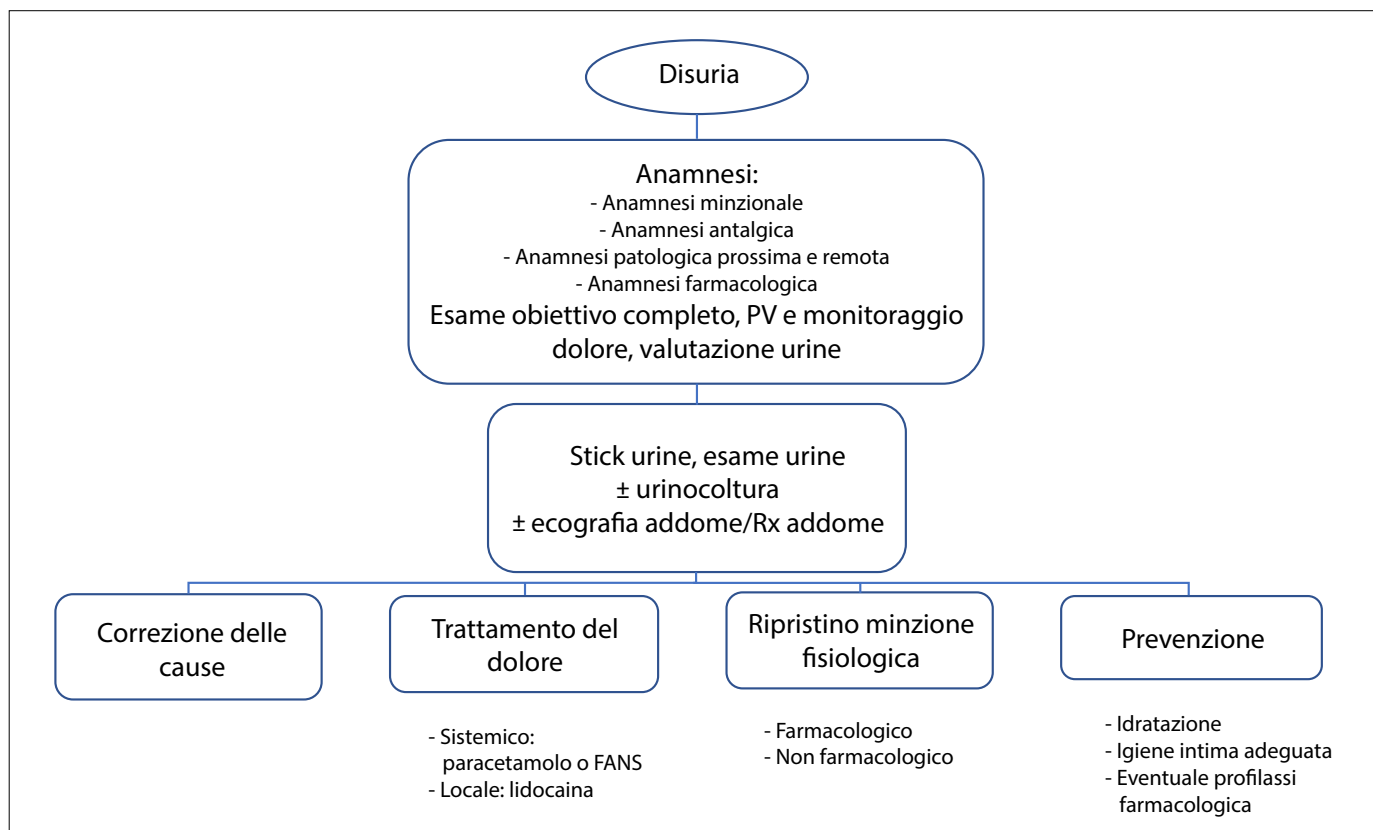 Disuria
Anamnesi:
- Anamnesi minzionale
- Anamnesi antalgica
- Anamnesi patologica prossima e remota
- Anamnesi farmacologica
Esame obiettivo completo, PV e monitoraggio
dolore, valutazione urine
Stick urine, esame urine
± urinocoltura
± ecografia addome/Rx addome
Correzione delle
cause
Trattamento del
dolore
- Sistemico:
paracetamolo o FANS
- Locale: lidocaina
Ripristino minzione
fisiologica
- Farmacologico
- Non farmacologico
Prevenzione
- Idratazione
- Igiene intima adeguata
- Eventuale profilassi
farmacologica